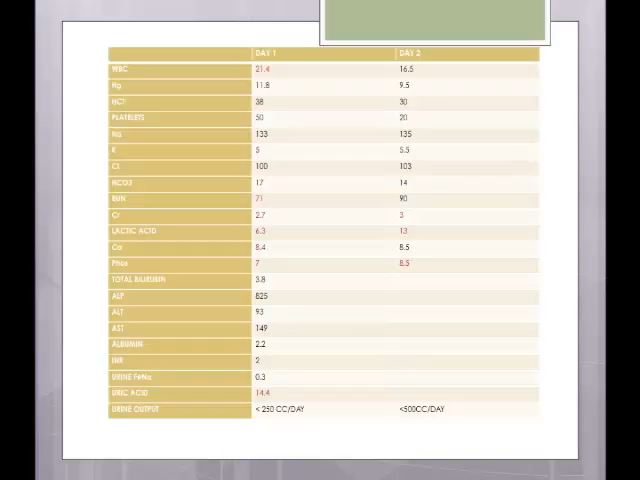 DAY 1 DAY 2
WBC 21.4 16.5
Hg 11.8 9.5
HCT 38 30
PLATELETS 50 20
Na 133 135
K 5 5.5
Cl 100 103
HCO3 17 14
BUN 71 90
Cr 2.7 3
LACTIC ACID 6.3 13
Ca 8.4 8.5
Phos 7 8.5
TOTAL BILIRUBIN 3.8
ALP 825
ALT 93
AST 149
ALBUMIN 2.2
INR 2
URINE FeNa 0.3
URIC ACID 14.4
URINE OUTPUT < 250 CC/DAY <500CC/DAY